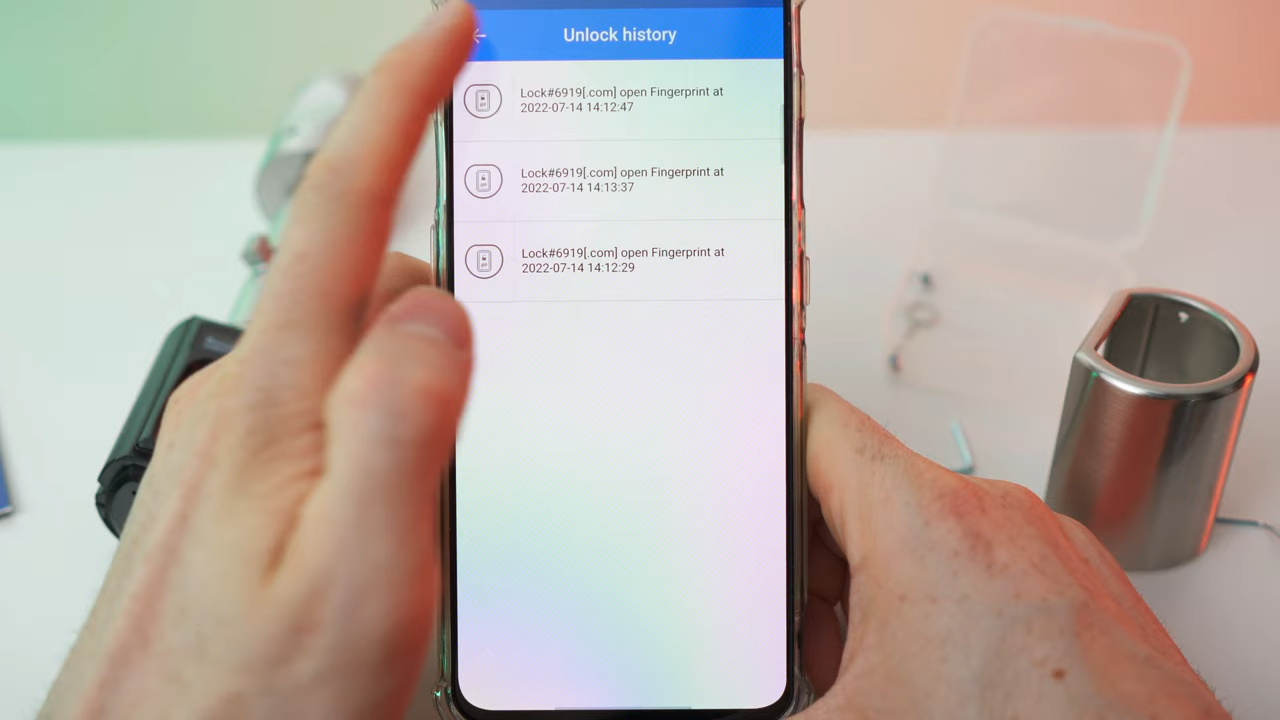 Unlock history
Lock#6919[.com] open Fingerprint at
2022-07-14 14:12:47
Lock#6919[.com] open Fingerprint at
2022-07-14 14:13:37
Lock#6919[.com] open Fingerprint at
2022-07-14 14:12:29